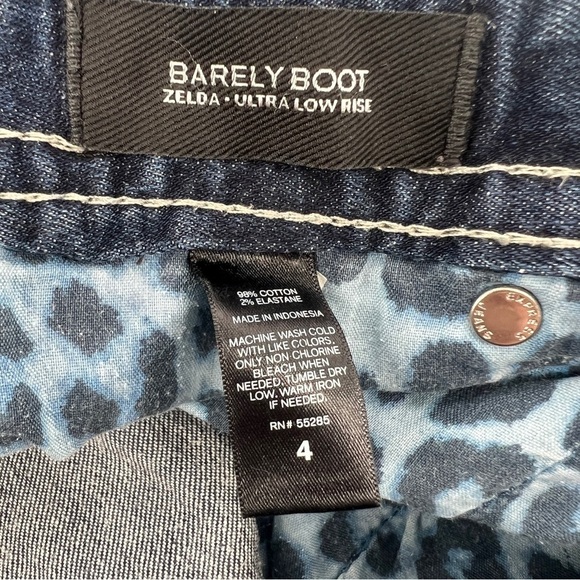 BARELY BOOT
ZELDA • ULTRA LOW RISE
98% COTTON
2% ELASTANE
MADE IN INDONESIA
MACHINE WASH COLD
WITH LIKE COLORS.
ONLY NON CHLORINE
BLEACH WHEN
NEEDED. TUMBLE DRY
LOW. WARM IRON
IF NEEDED.
RN# 55285
4
EXPRESS
JEANS